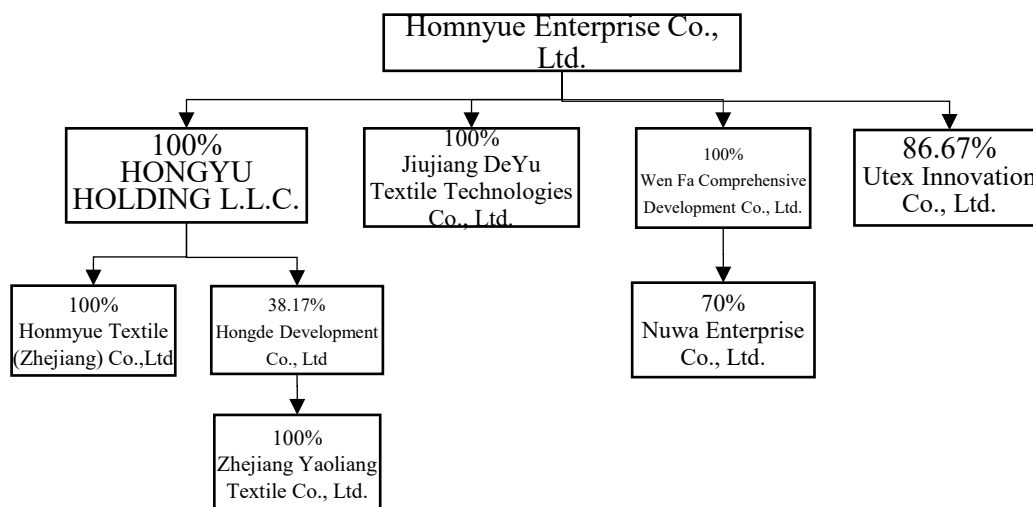 Homnyue Enterprise Co.,
Ltd.
100%
HONGYU
HOLDING L.L.C.
100%
Jiujiang DeYu
Textile Technologies
Co., Ltd.
100%
Wen Fa Comprehensive
Development Co., Ltd.
86.67%
Utex Innovation
Co., Ltd.
100%
Honmyue Textile
(Zhejiang) Co.,Ltd
38.17%
Hongde Development
Co., Ltd
70%
Nuwa Enterprise
Co., Ltd.
100%
Zhejiang Yaoliang
Textile Co., Ltd.